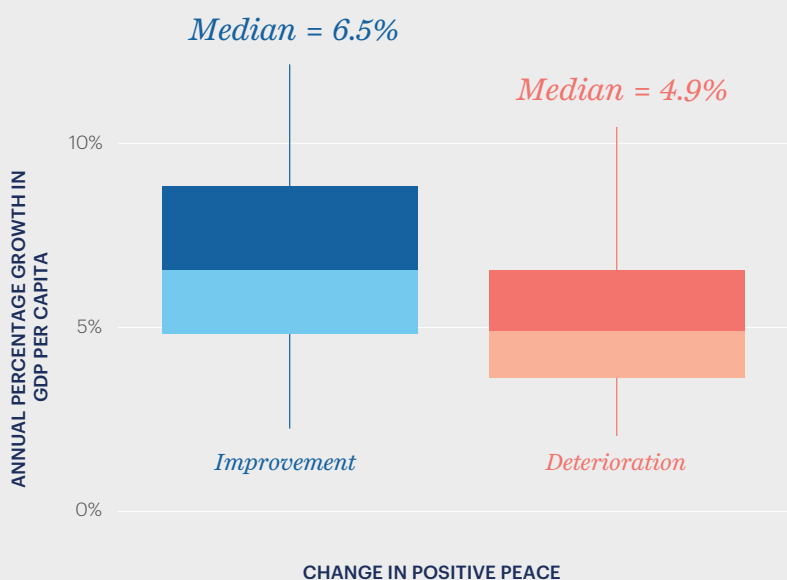 Median = 6.5%
Median = 4.9%
10%
5%
0%
ANNUAL PERCENTAGE GROWTH IN
GDP PER CAPITA
Improvement
Deterioration
CHANGE IN POSITIVE PEACE